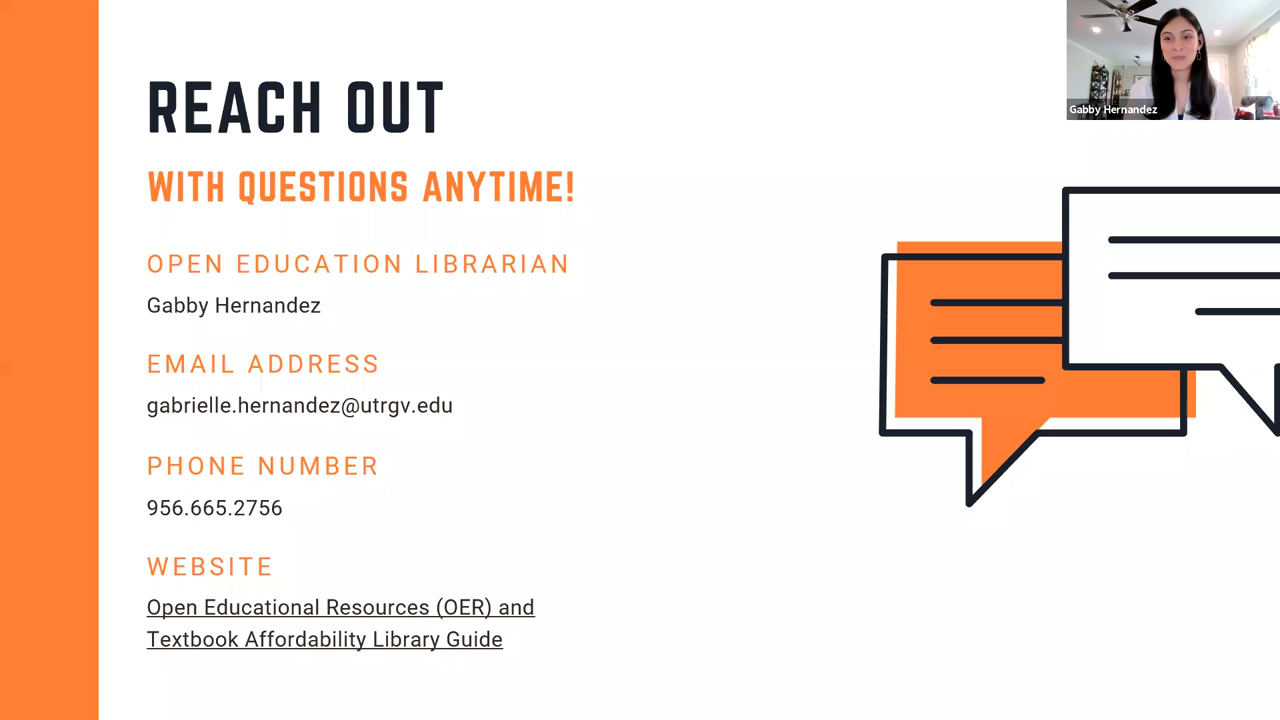 REACH OUT
WITH QUESTIONS ANYTIME!
OPEN EDUCATION LIBRARIAN
Gabby Hernandez
EMAIL ADDRESS
gabrielle.hernandez@utrgv.edu
PHONE NUMBER
956.665.2756
WEBSITE
Open Educational Resources (OER) and
Textbook Affordability Library Guide
Gabby Hernandez